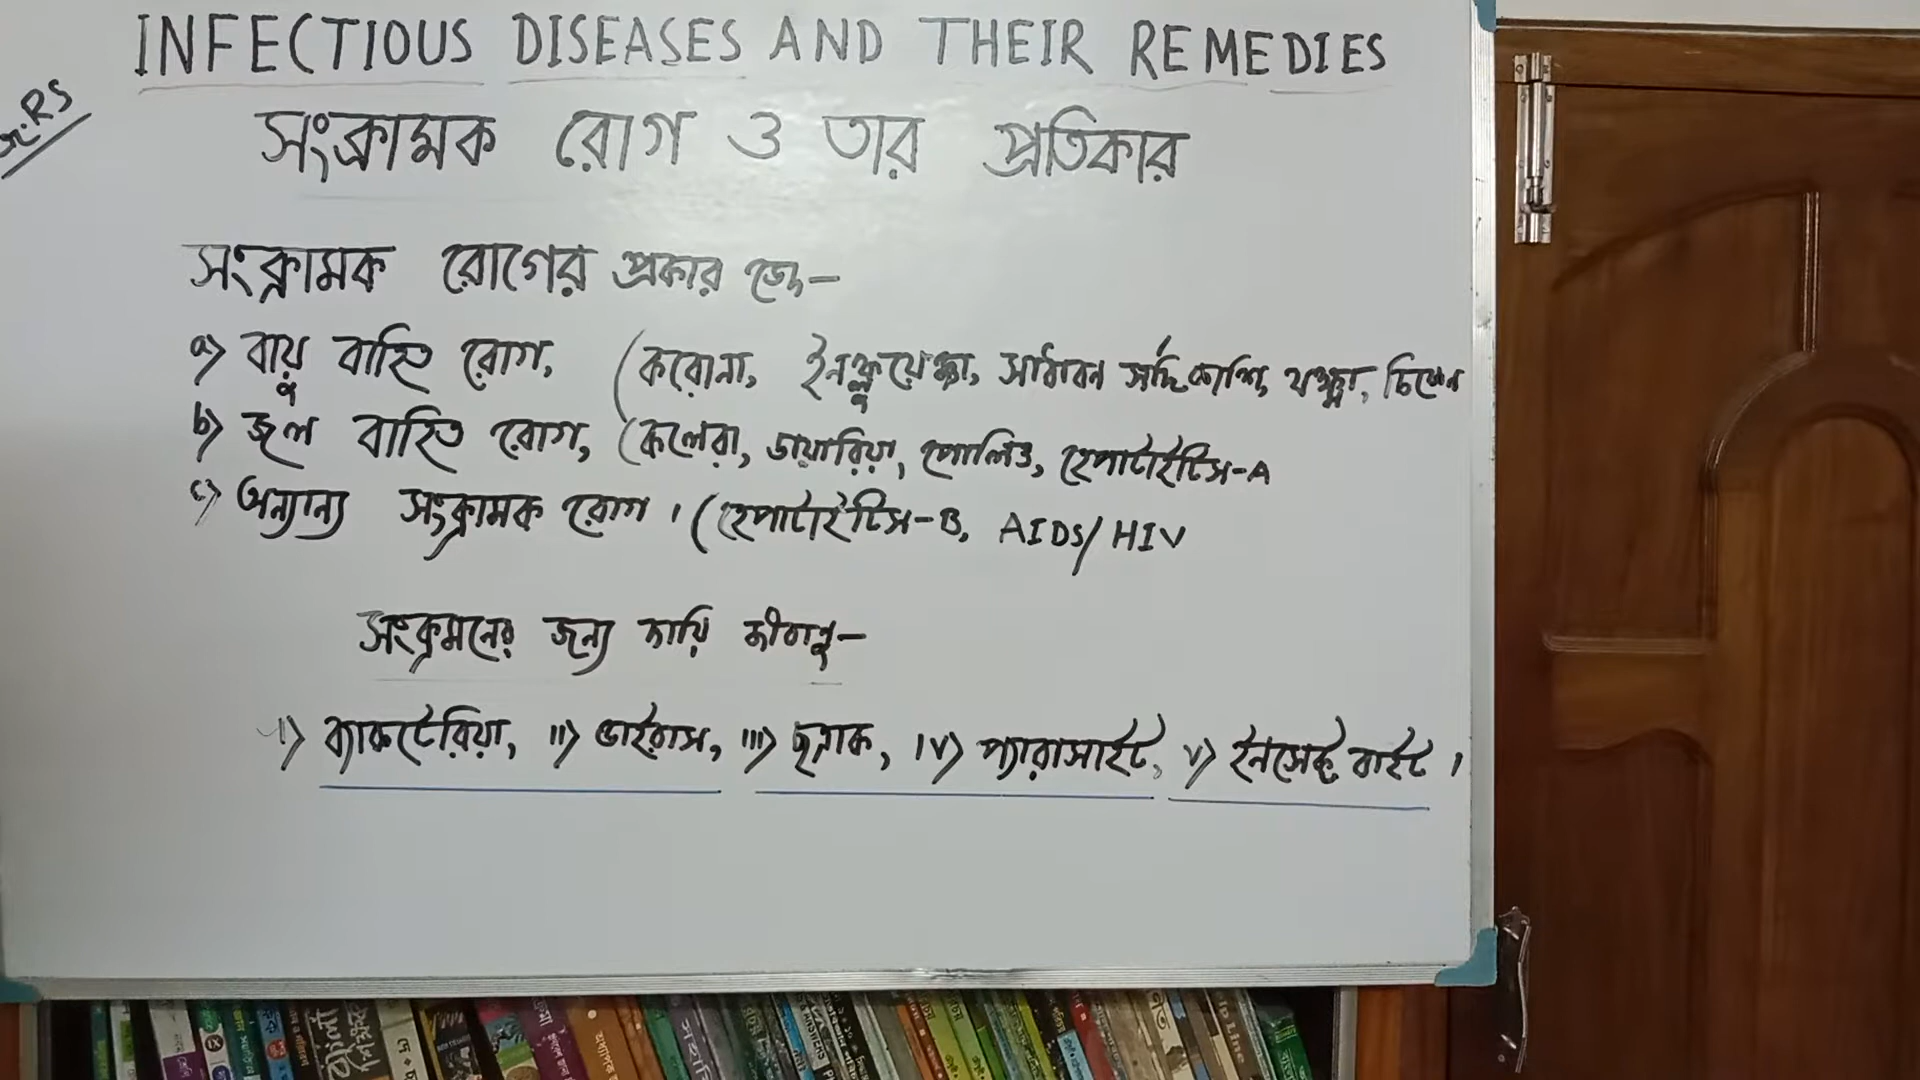 INFECTIOUS DISEASES AND THEIR REMEDIES
RS
সংক্রামক রোগ ও তার প্রতিকার
সংক্রামক রোগের প্রকার ভেদ-
a) বায়ু বাহিত রোগ, (করোনা, ইনফ্লুয়েঞ্জা, সাধারন সর্দি কাশি, যক্ষ্মা, চিকেন
b) জল বাহিত রোগ, (কলেরা, ডায়ারিয়া, পোলিও, হেপাটাইটিস-A
c) অন্যান্য সংক্রামক রোগ। (হেপাটাইটিস-B, AIDS/HIV
সংক্রমনের জন্য দায়ি জীবানু-
i) ব্যাকটেরিয়া, ii) ভাইরাস, iii) ছত্রাক, iv) প্যারাসাইট, v) ইনসেক্ট বাইট।